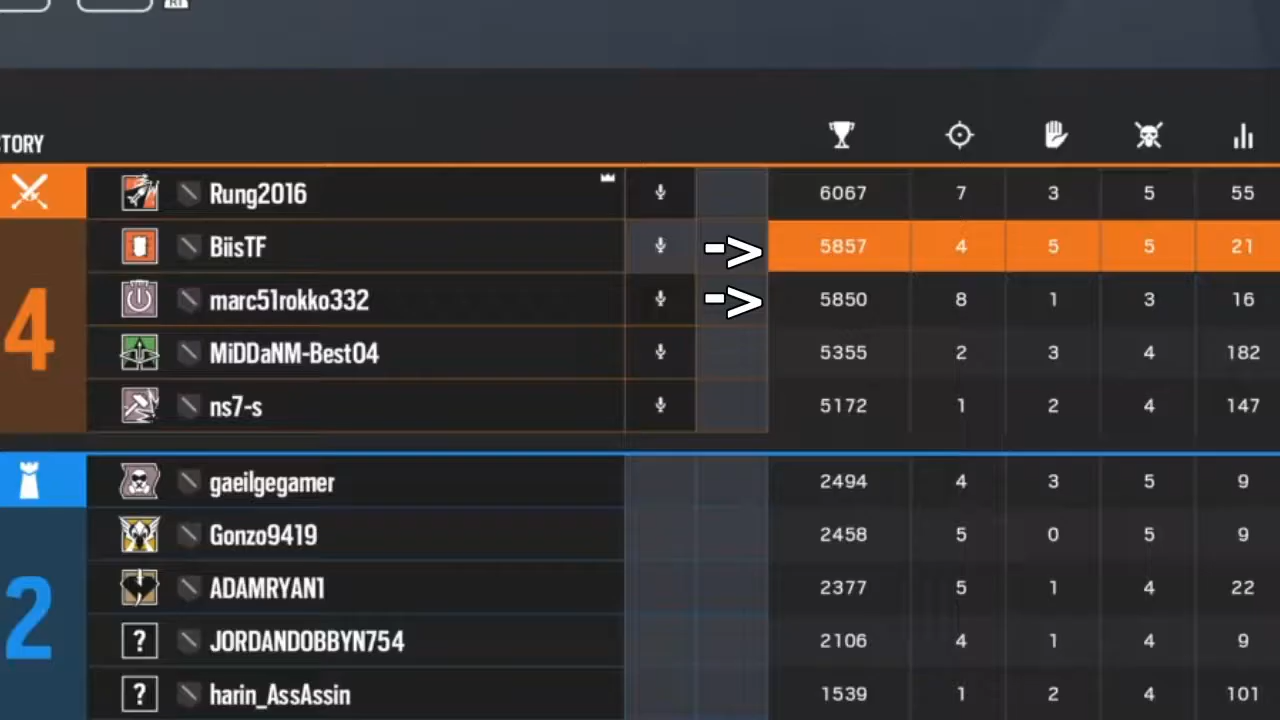 TORY
Rung2016 6067 7 3 5 55
BiisTF -> 5857 4 5 5 21
marc51rokko332 -> 5850 8 1 3 16
4
MiDDaNM-Best04 5355 2 3 4 182
ns7-s 5172 1 2 4 147
gaeilgegamer 2494 4 3 5 9
Gonzo9419 2458 5 0 5 9
ADAMRYAN1 2377 5 1 4 22
2
? JORDANDOBBYN754 2106 4 1 4 9
? harin_AssAssin 1539 1 2 4 101